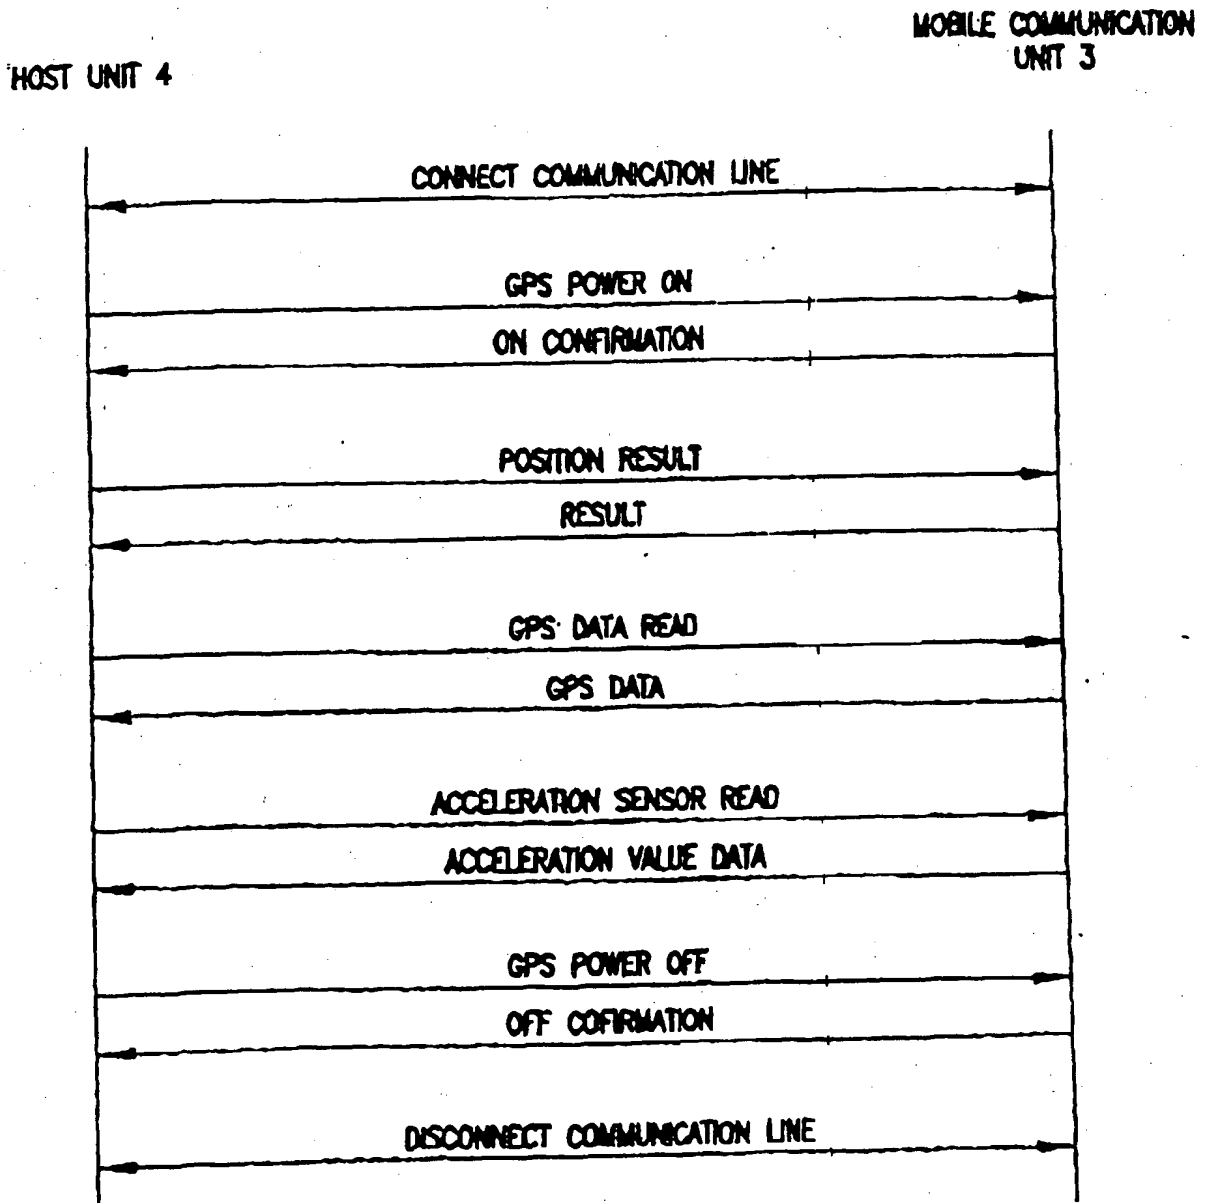 MOBILE COMMUNICATION
UNIT 3
HOST UNIT 4
CONNECT COMMUNICATION LINE
GPS POWER ON
ON CONFIRMATION
POSITION RESULT
RESULT
GPS DATA READ
GPS DATA
ACCELERATION SENSOR READ
ACCELERATION VALUE DATA
GPS POWER OFF
OFF COFIRMATION
DISCONNECT COMMUNICATION LINE